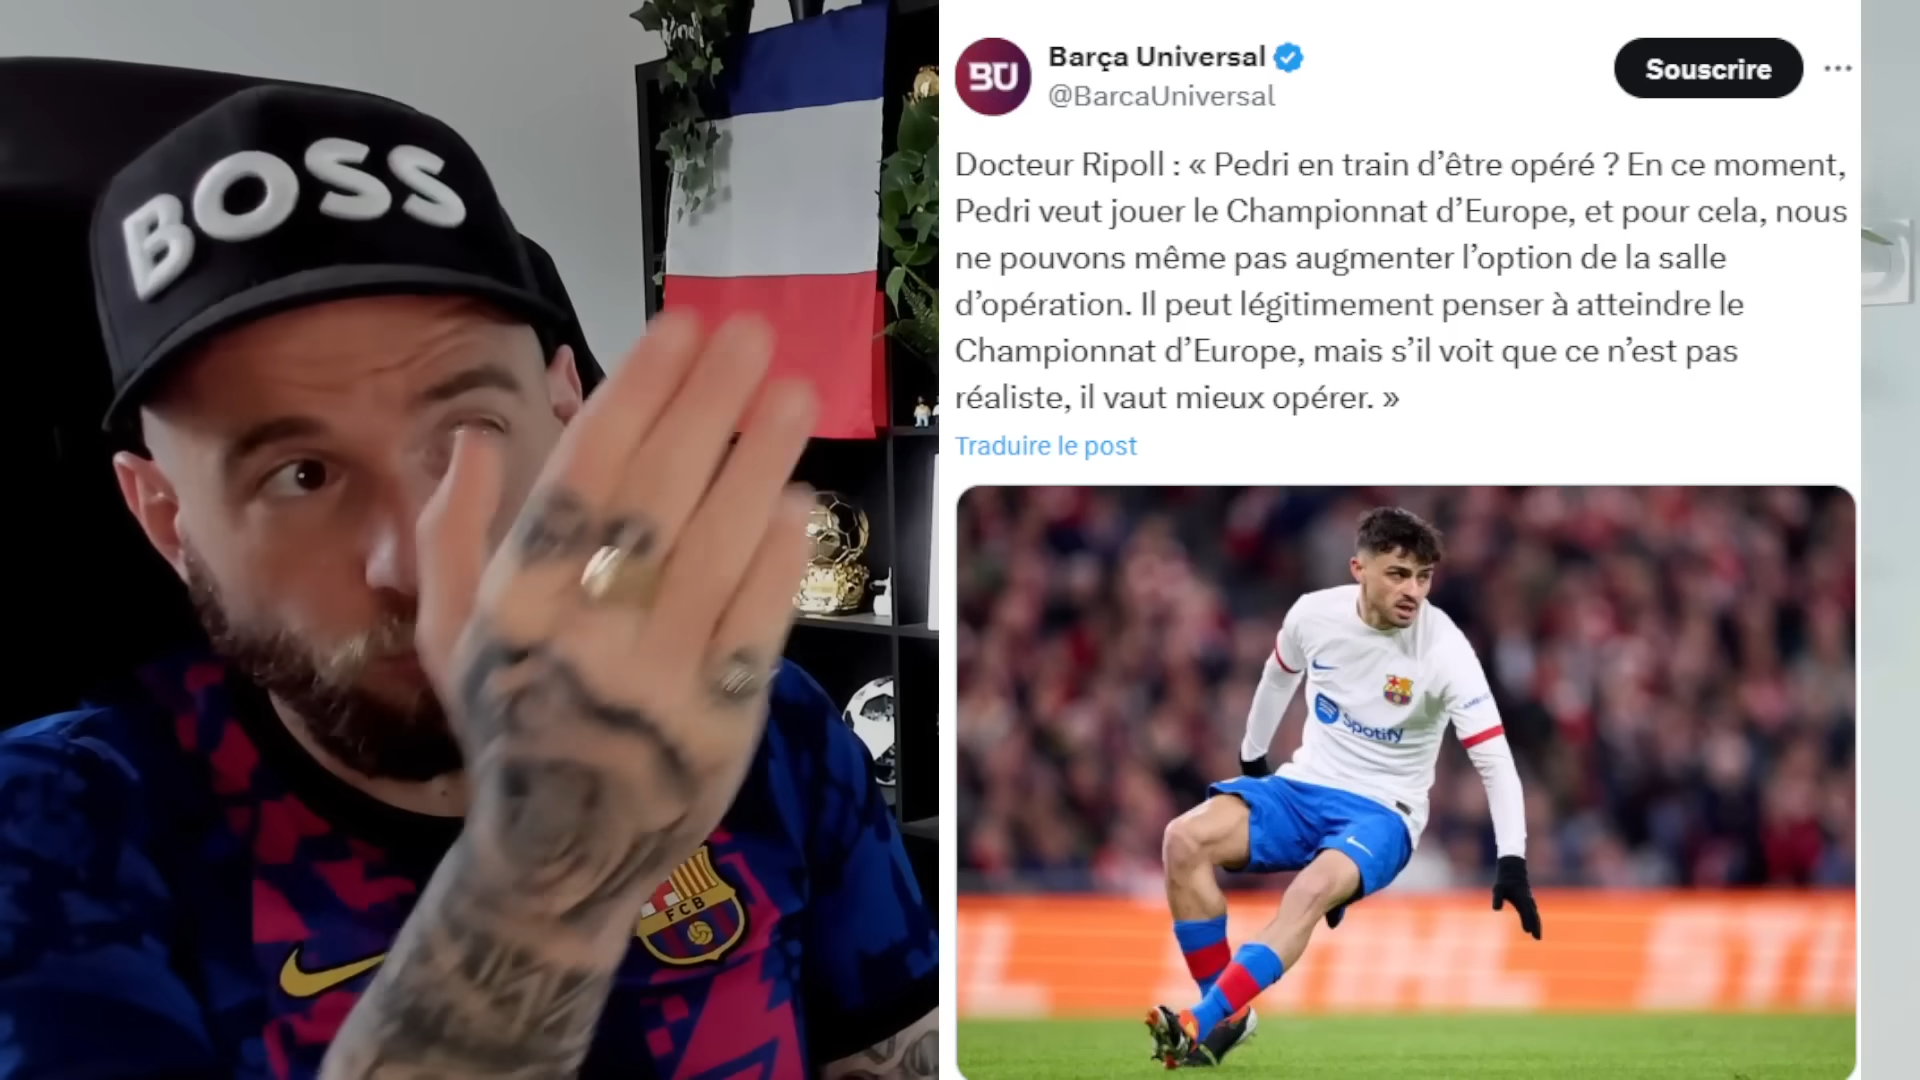 BOSS
FCB
BU
Barça Universal
@BarcaUniversal
Souscrire
Docteur Ripoll : « Pedri en train d’être opéré ? En ce moment,
Pedri veut jouer le Championnat d’Europe, et pour cela, nous
ne pouvons même pas augmenter l’option de la salle
d’opération. Il peut légitimement penser à atteindre le
Championnat d’Europe, mais s’il voit que ce n’est pas
réaliste, il vaut mieux opérer. »
Traduire le post
Spotify
STIHL